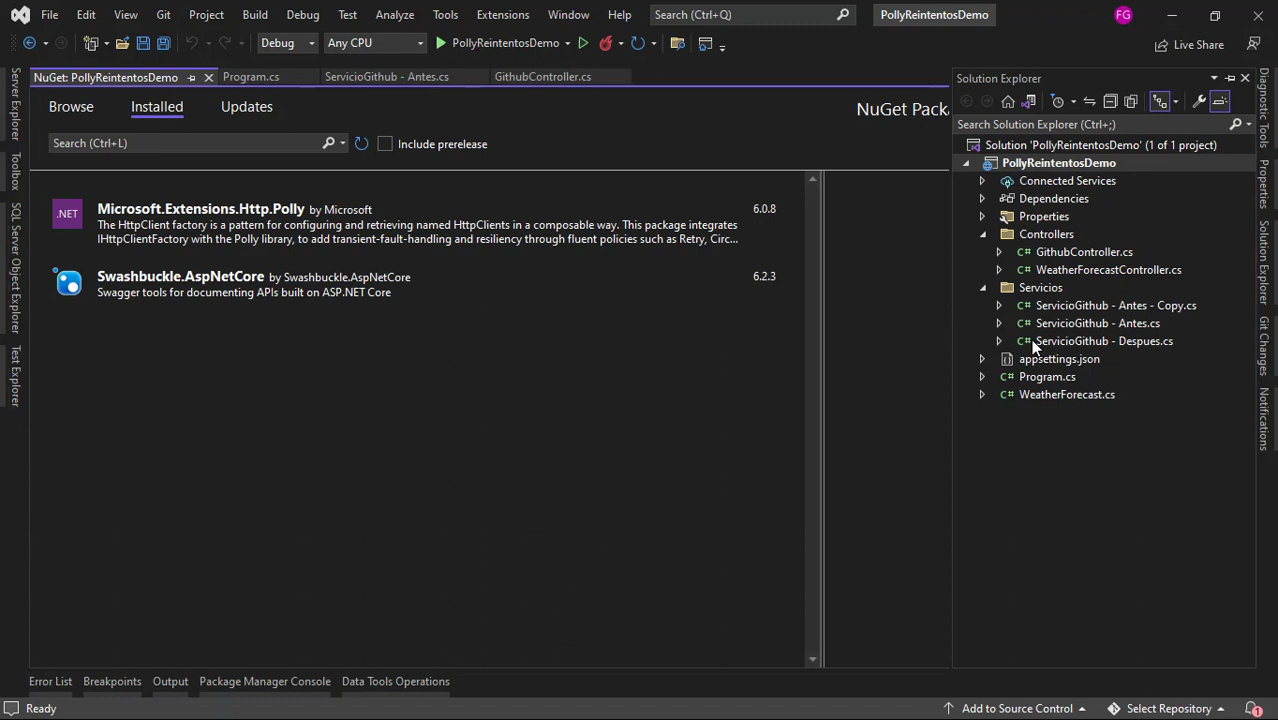 File Edit View Git Project Build Debug Test Analyze Tools Extensions Window Help Search (Ctrl+Q) PollyReintentosDemo FG
Debug Any CPU PollyReintentosDemo Live Share
NuGet: PollyReintentosDemo Program.cs ServicioGithub - Antes.cs GithubController.cs
Browse Installed Updates NuGet Packa
Search (Ctrl+L) Include prerelease
.NET Microsoft.Extensions.Http.Polly by Microsoft 6.0.8
The HttpClient factory is a pattern for configuring and retrieving named HttpClients in a composable way. This package integrates
IHttpClientFactory with the Polly library, to add transient-fault-handling and resiliency through fluent policies such as Retry, Circ...
Swashbuckle.AspNetCore by Swashbuckle.AspNetCore 6.2.3
Swagger tools for documenting APIs built on ASP.NET Core
Solution Explorer
Search Solution Explorer (Ctrl+;)
Solution 'PollyReintentosDemo' (1 of 1 project)
PollyReintentosDemo
Connected Services
Dependencies
Properties
Controllers
GithubController.cs
WeatherForecastController.cs
Servicios
ServicioGithub - Antes - Copy.cs
ServicioGithub - Antes.cs
ServicioGithub - Despues.cs
appsettings.json
Program.cs
WeatherForecast.cs
Server Explorer
Toolbox
SQL Server Object Explorer
Test Explorer
Diagnostic Tools
Solution Explorer
Git Changes
Notifications
Error List Breakpoints Output Package Manager Console Data Tools Operations
Ready Add to Source Control Select Repository 1